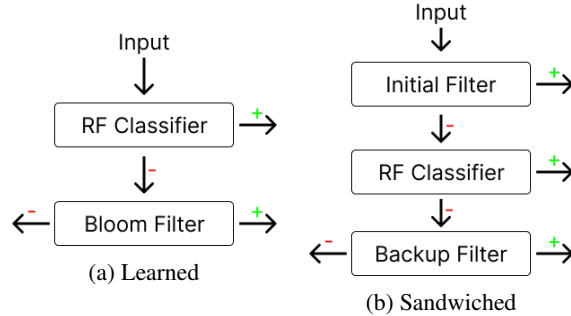 Input
RF Classifier
+
-
Bloom Filter
-
+
(a) Learned
Input
Initial Filter
+
-
RF Classifier
+
-
Backup Filter
-
+
(b) Sandwiched